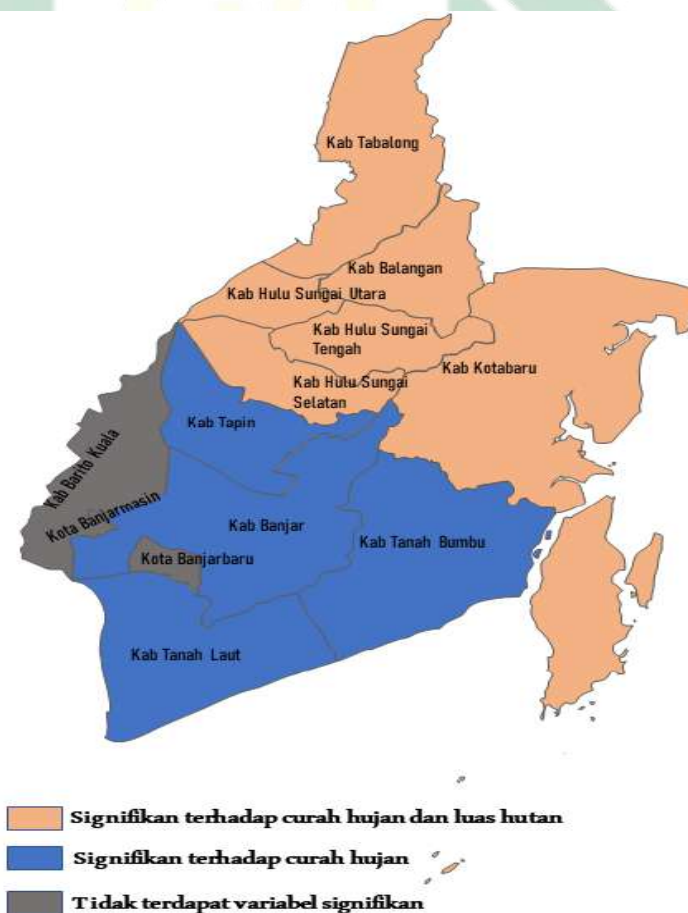 Kab Tabalong
Kab Balangan
Kab Hulu Sungai Utara
Kab Hulu Sungai
Tengah
Kab Kotabaru
Kab Hulu Sungai
Selatan
Kab Tapin
Kab Barito Kuala
Kota Banjarmasin
Kab Banjar
Kab Tanah Bumbu
Kota Banjarbaru
Kab Tanah Laut
Signifikan terhadap curah hujan dan luas hutan
Signifikan terhadap curah hujan
Tidak terdapat variabel signifikan